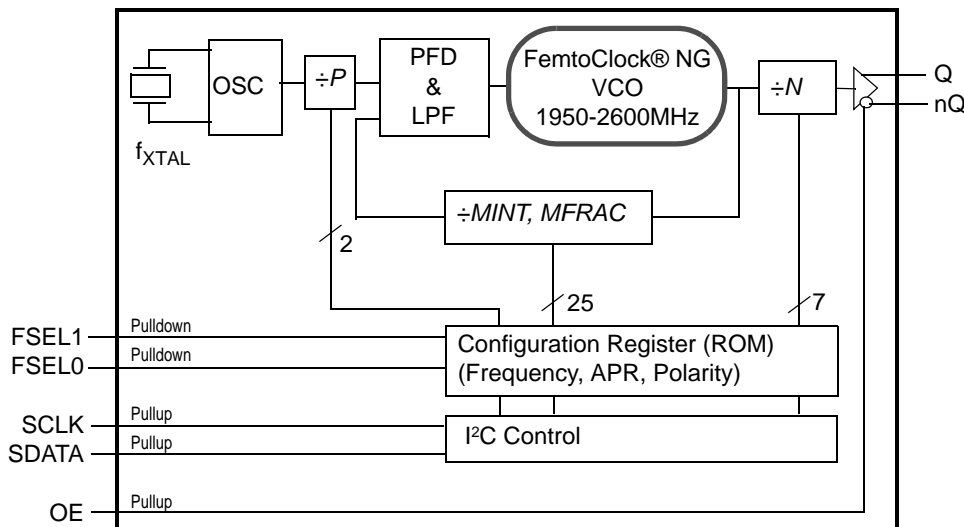 OSC
fXTAL
÷P
PFD
&
LPF
FemtoClock® NG
VCO
1950-2600MHz
÷N
Q
nQ
÷MINT, MFRAC
2
25
7
FSEL1
Pulldown
FSEL0
Pulldown
Configuration Register (ROM)
(Frequency, APR, Polarity)
SCLK
Pullup
SDATA
Pullup
I²C Control
OE
Pullup